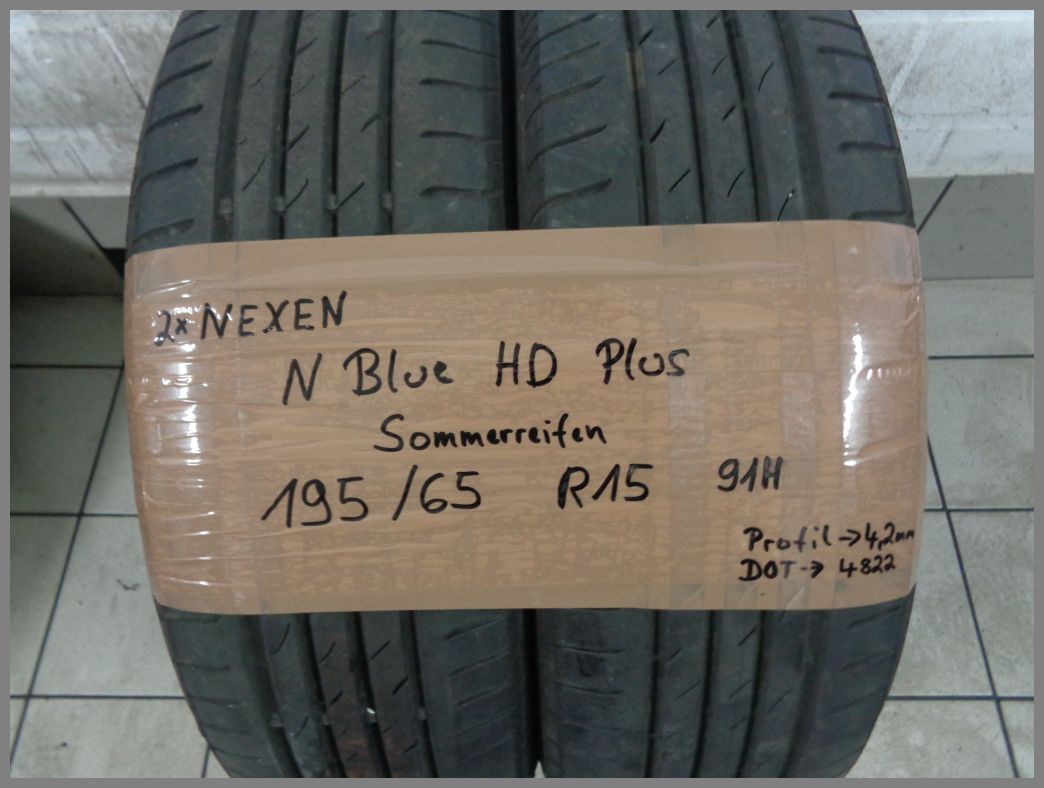 2x NEXEN
N Blue HD Plus
Sommerreifen
195/65 R15 91H
Profil → 4,2mm
DOT → 4822